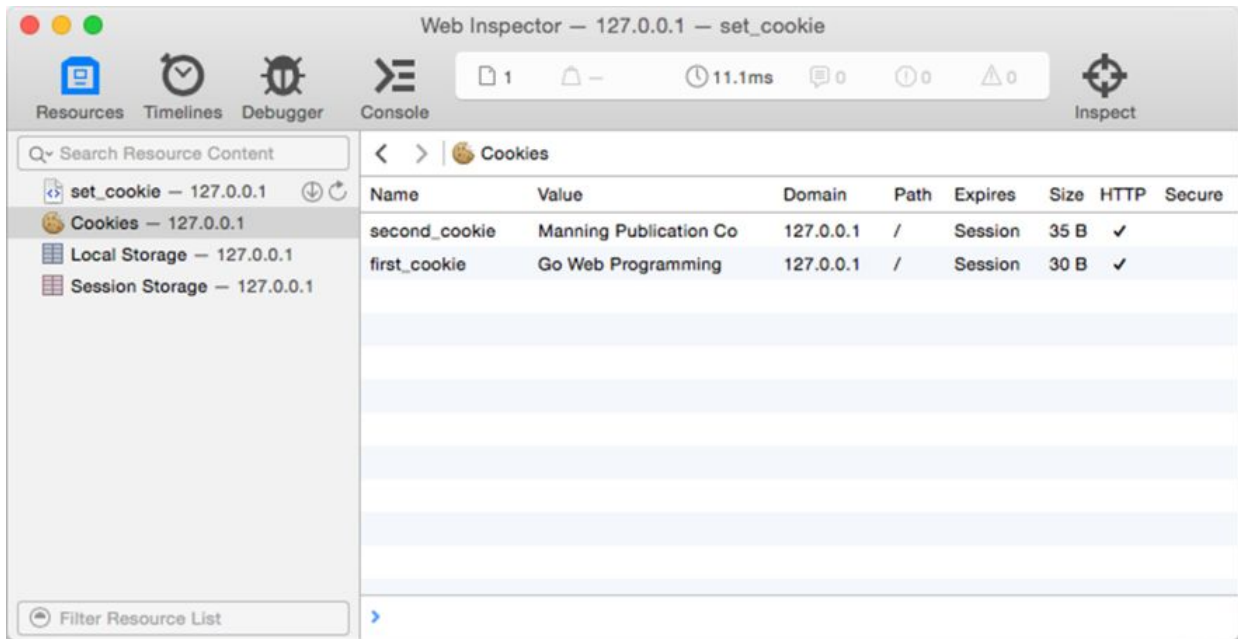 Web Inspector — 127.0.0.1 — set_cookie
1 — 11.1ms 0 0 0
Resources Timelines Debugger Console Inspect
Search Resource Content
set_cookie — 127.0.0.1
Cookies — 127.0.0.1
Local Storage — 127.0.0.1
Session Storage — 127.0.0.1
Filter Resource List
Cookies
Name Value Domain Path Expires Size HTTP Secure
second_cookie Manning Publication Co 127.0.0.1 / Session 35 B ✓
first_cookie Go Web Programming 127.0.0.1 / Session 30 B ✓